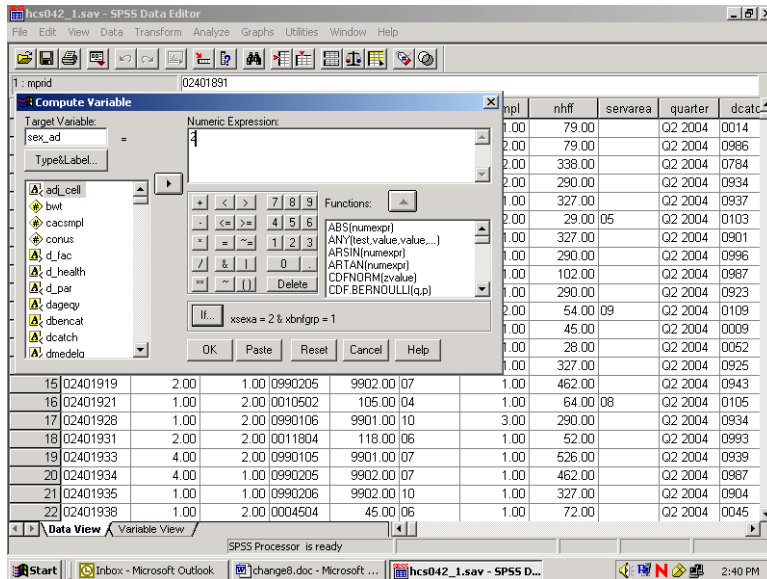 hcs042_1.sav - SPSS Data Editor
File Edit View Data Transform Analyze Graphs Utilities Window Help
1 : mprid 02401891
Compute Variable
Target Variable:
sex_ad =
Type&Label...
Numeric Expression:
2
adj_cell
bwt
cacsmpl
conus
d_fac
d_health
d_par
dageqy
dbencat
dcatch
dmedelg
+ < > 7 8 9
- <= >= 4 5 6
* = ~= 1 2 3
/ & | 0 .
** ~ () Delete
Functions:
ABS(numexpr)
ANY(test,value,value,...)
ARSIN(numexpr)
ARTAN(numexpr)
CDFNORM(zvalue)
CDF.BERNOULLI(q,p)
If... xsexa = 2 & xbnfgrp = 1
OK Paste Reset Cancel Help
mpl nhff servarea quarter dcatc
1.00 79.00 Q2 2004 0014
2.00 79.00 Q2 2004 0986
2.00 338.00 Q2 2004 0784
2.00 290.00 Q2 2004 0934
1.00 327.00 Q2 2004 0937
2.00 29.00 05 Q2 2004 0103
1.00 327.00 Q2 2004 0901
1.00 290.00 Q2 2004 0996
1.00 102.00 Q2 2004 0987
1.00 290.00 Q2 2004 0923
2.00 54.00 09 Q2 2004 0109
1.00 45.00 Q2 2004 0009
1.00 28.00 Q2 2004 0052
1.00 327.00 Q2 2004 0925
15 02401919 2.00 1.00 0990205 9902.00 07 1.00 462.00 Q2 2004 0943
16 02401921 1.00 2.00 0010502 105.00 04 1.00 64.00 08 Q2 2004 0105
17 02401928 1.00 2.00 0990106 9901.00 10 3.00 290.00 Q2 2004 0934
18 02401931 2.00 2.00 0011804 118.00 06 1.00 52.00 Q2 2004 0993
19 02401933 4.00 2.00 0990105 9901.00 07 1.00 526.00 Q2 2004 0939
20 02401934 4.00 1.00 0990205 9902.00 07 1.00 462.00 Q2 2004 0987
21 02401935 1.00 1.00 0990206 9902.00 10 1.00 327.00 Q2 2004 0904
22 02401938 1.00 2.00 0004504 45.00 06 1.00 72.00 Q2 2004 0045
Data View Variable View
SPSS Processor is ready
Start Inbox - Microsoft Outlook change8.doc - Microsoft ... hcs042_1.sav - SPSS D... 2:40 PM